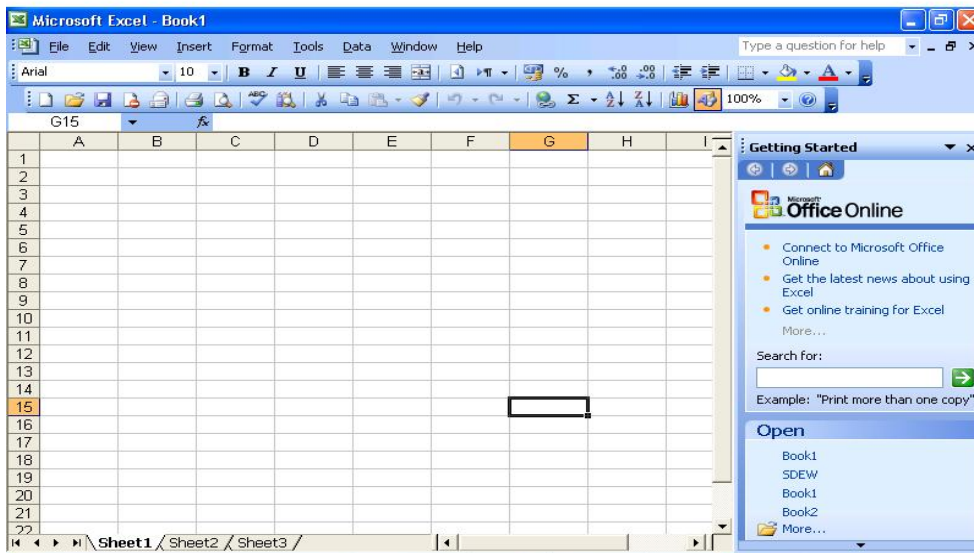 Microsoft Excel - Book1
File Edit View Insert Format Tools Data Window Help
Type a question for help
Arial
10
B I U
%
,
ABC
Σ
100%
G15
fx
A B C D E F G H I
1
2
3
4
5
6
7
8
9
10
11
12
13
14
15
16
17
18
19
20
21
22
Sheet1 Sheet2 Sheet3
Getting Started
Microsoft
Office Online
Connect to Microsoft Office
Online
Get the latest news about using
Excel
Get online training for Excel
More...
Search for:
Example: "Print more than one copy"
Open
Book1
SDEW
Book1
Book2
More...